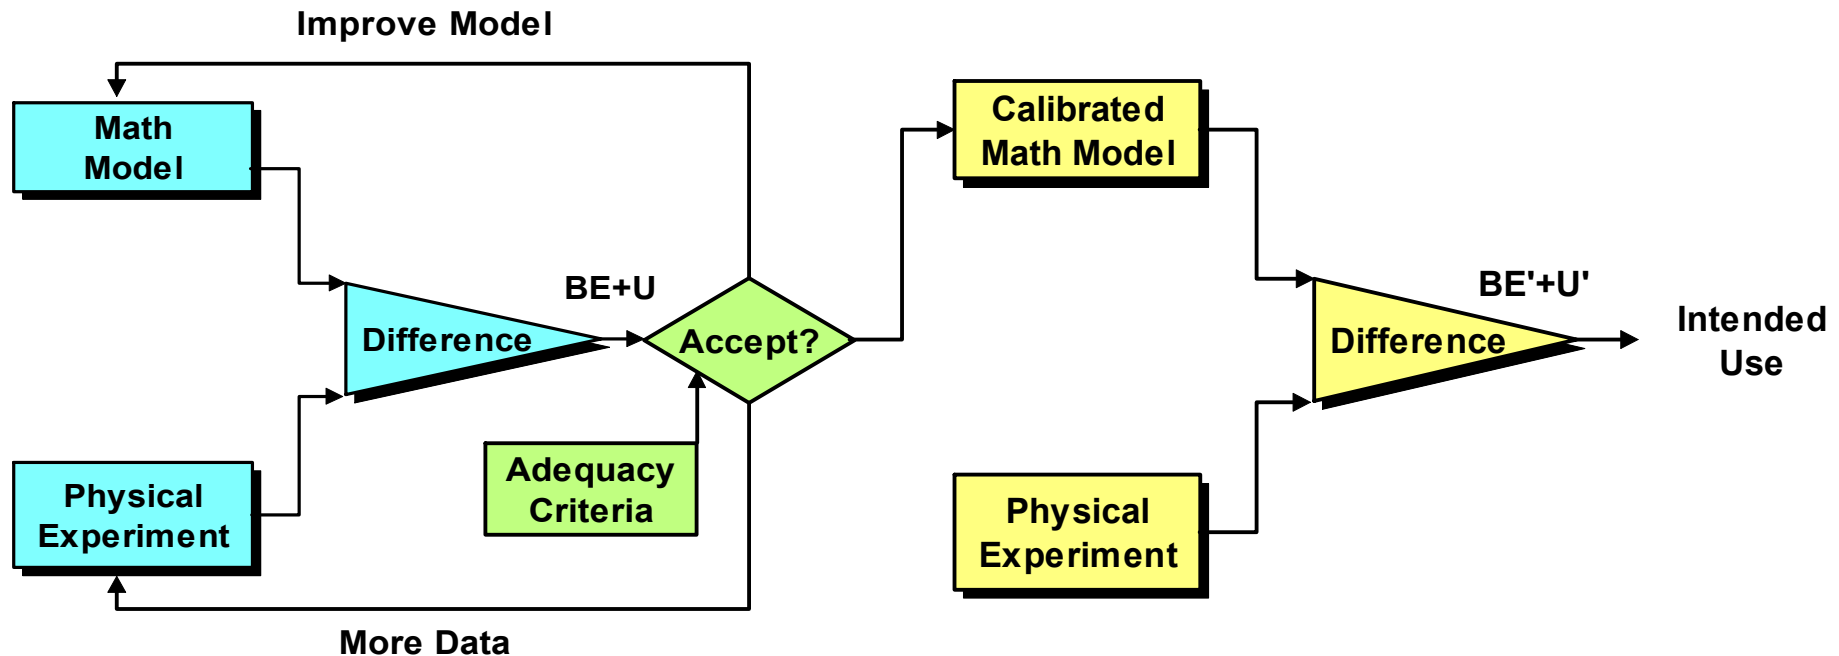 Improve Model
Math
Model
Physical
Experiment
Difference
BE+U
Accept?
Adequacy
Criteria
More Data
Calibrated
Math Model
Physical
Experiment
Difference
BE'+U'
Intended
Use